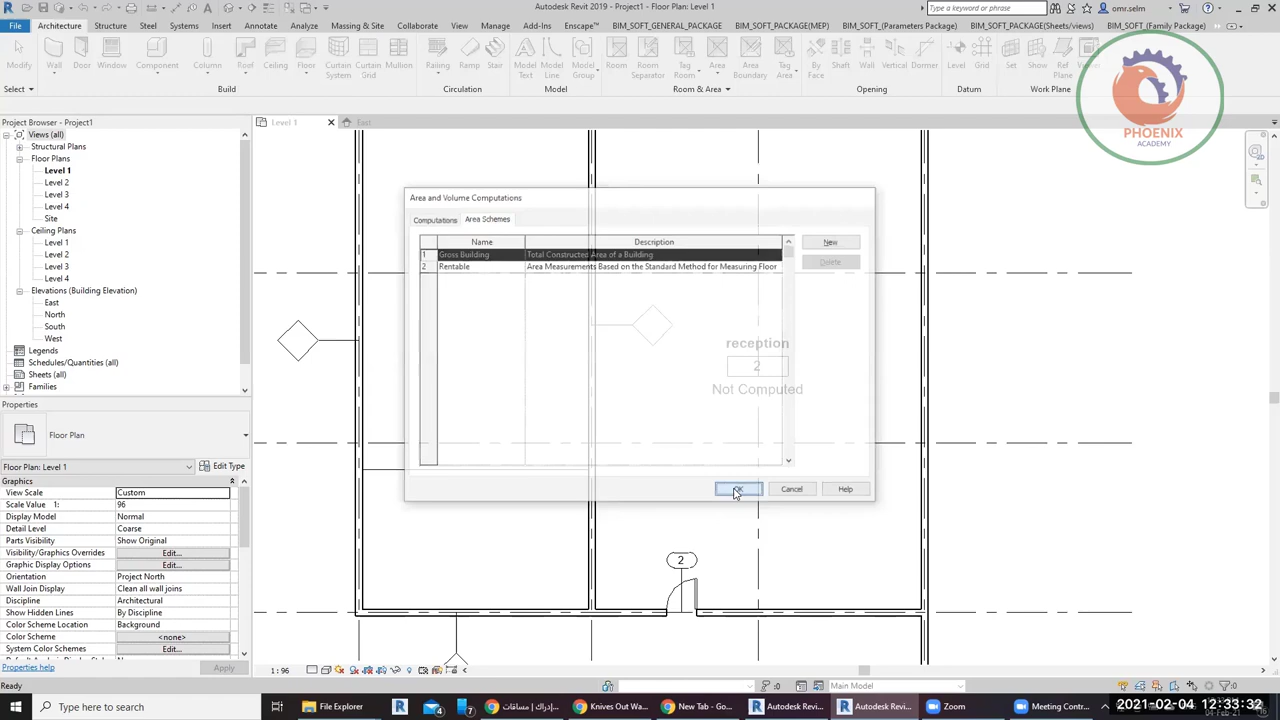 Autodesk Revit 2019 - Project1 - Floor Plan: Level 1
Type a keyword or phrase
omr.selm
File Architecture Structure Steel Systems Insert Annotate Analyze Massing & Site Collaborate View Manage Add-Ins Enscape BIM_SOFT_GENERAL_PACKAGE BIM_SOFT_PACKAGE(MEP) BIM_SOFT_(Parameters Package) BIM_SOFT_PACKAGE(Sheets/views) BIM_SOFT_(Family Package)
Modify Wall Door Window Component Column Roof Ceiling Floor Curtain System Curtain Grid Mullion Railing Ramp Stair Model Text Model Line Model Group Room Room Separator Tag Room Area Area Boundary Tag Area By Face Shaft Wall Vertical Dormer Level Grid Set Show Ref Plane
Select Build Circulation Model Room & Area Opening Datum Work Plane
PHOENIX
ACADEMY
Project Browser - Project1
Level 1
East
Views (all)
Structural Plans
Floor Plans
Level 1
Level 2
Level 3
Level 4
Site
Ceiling Plans
Level 1
Level 2
Level 3
Level 4
Elevations (Building Elevation)
East
North
South
West
Legends
Schedules/Quantities (all)
Sheets (all)
Families
Area and Volume Computations
Computations Area Schemes
Name Description
1 Gross Building Total Constructed Area of a Building
2 Rentable Area Measurements Based on the Standard Method for Measuring Floor
New
Delete
reception
2
Not Computed
OK Cancel Help
2
Properties
Floor Plan
Floor Plan: Level 1 Edit Type
Graphics
View Scale Custom
Scale Value 1: 96
Display Model Normal
Detail Level Coarse
Parts Visibility Show Original
Visibility/Graphics Overrides Edit...
Graphic Display Options Edit...
Orientation Project North
Wall Join Display Clean all wall joins
Discipline Architectural
Show Hidden Lines By Discipline
Color Scheme Location Background
Color Scheme <none>
System Color Schemes Edit...
Properties help Apply
1 : 96
Ready
:0
Main Model
:0
Type here to search
File Explorer
إدراك | مساقات
Knives Out Wa...
New Tab - Goo...
Autodesk Revi...
Autodesk Revi...
Zoom
Meeting Contr...
2021-02-04 12:33:32
04-Feb-21